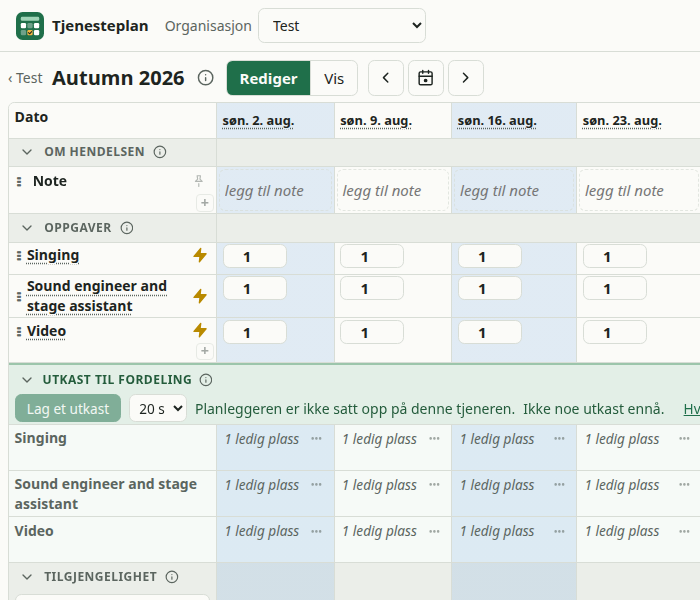 Tjenesteplan Organisasjon Test
‹ Test Autumn 2026 Rediger Vis
Dato søn. 2. aug. søn. 9. aug. søn. 16. aug. søn. 23. aug.
OM HENDELSEN
Note legg til note legg til note legg til note legg til note
+
OPPGAVER
Singing 1 1 1 1
Sound engineer and
stage assistant 1 1 1 1
Video 1 1 1 1
+
UTKAST TIL FORDELING
Lag et utkast 20 s Planleggeren er ikke satt opp på denne tjeneren. Ikke noe utkast ennå. Hv
Singing 1 ledig plass ··· 1 ledig plass ··· 1 ledig plass ··· 1 ledig plass ···
Sound engineer and stage
assistant 1 ledig plass ··· 1 ledig plass ··· 1 ledig plass ··· 1 ledig plass ···
Video 1 ledig plass ··· 1 ledig plass ··· 1 ledig plass ··· 1 ledig plass ···
TILGJENGELIGHET